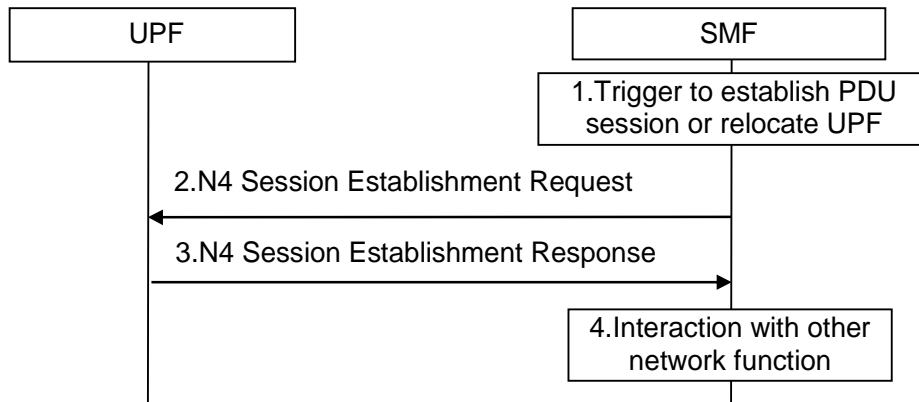 UPF
SMF
1.Trigger to establish PDU
session or relocate UPF
2.N4 Session Establishment Request
3.N4 Session Establishment Response
4.Interaction with other
network function